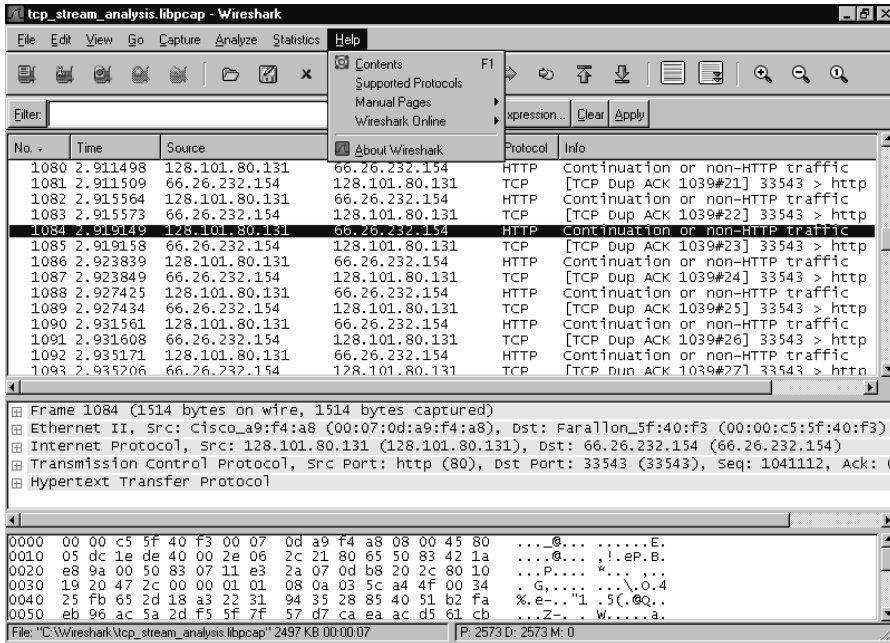 tcp_stream_analysis.libpcap - Wireshark
File Edit View Go Capture Analyze Statistics Help
Contents F1
Supported Protocols
Manual Pages
Wireshark Online
About Wireshark
Filter: xpression... Clear Apply
No. - Time Source Protocol Info
1080 2.911498 128.101.80.131 66.26.232.154 HTTP Continuation or non-HTTP traffic
1081 2.911509 66.26.232.154 128.101.80.131 TCP [TCP Dup ACK 1039#21] 33543 > http
1082 2.915564 128.101.80.131 66.26.232.154 HTTP Continuation or non-HTTP traffic
1083 2.915573 66.26.232.154 128.101.80.131 TCP [TCP Dup ACK 1039#22] 33543 > http
1084 2.919149 128.101.80.131 66.26.232.154 HTTP Continuation or non-HTTP traffic
1085 2.919158 66.26.232.154 128.101.80.131 TCP [TCP Dup ACK 1039#23] 33543 > http
1086 2.923839 128.101.80.131 66.26.232.154 HTTP Continuation or non-HTTP traffic
1087 2.923849 66.26.232.154 128.101.80.131 TCP [TCP Dup ACK 1039#24] 33543 > http
1088 2.927425 128.101.80.131 66.26.232.154 HTTP Continuation or non-HTTP traffic
1089 2.927434 66.26.232.154 128.101.80.131 TCP [TCP Dup ACK 1039#25] 33543 > http
1090 2.931561 128.101.80.131 66.26.232.154 HTTP Continuation or non-HTTP traffic
1091 2.931608 66.26.232.154 128.101.80.131 TCP [TCP Dup ACK 1039#26] 33543 > http
1092 2.935171 128.101.80.131 66.26.232.154 HTTP Continuation or non-HTTP traffic
1093 2.935206 66.26.232.154 128.101.80.131 TCP [TCP Dup ACK 1039#27] 33543 > http
Frame 1084 (1514 bytes on wire, 1514 bytes captured)
Ethernet II, Src: Cisco_a9:f4:a8 (00:07:0d:a9:f4:a8), Dst: Farallon_5f:40:f3 (00:00:c5:5f:40:f3)
Internet Protocol, Src: 128.101.80.131 (128.101.80.131), Dst: 66.26.232.154 (66.26.232.154)
Transmission Control Protocol, Src Port: http (80), Dst Port: 33543 (33543), Seq: 1041112, Ack:
Hypertext Transfer Protocol
0000 00 00 c5 5f 40 f3 00 07 0d a9 f4 a8 08 00 45 80 ..._@... ......E.
0010 05 dc 1e de 40 00 2e 06 2c 21 80 65 50 83 42 1a ....@... ,!.eP.B.
0020 e8 9a 00 50 83 07 11 e3 2a 07 0d b8 20 2c 80 10 ...P.... *... ,..
0030 19 20 47 2c 00 00 01 01 08 0a 03 5c a4 4f 00 34 . G,.... ...\.O.4
0040 25 fb 65 2d 18 a3 22 31 94 35 28 85 40 51 b2 fa %.e-.."1 .5(.@Q..
0050 eb 96 ac 5a 2d f5 5f 7f 57 d7 ca ea ac d5 61 cb ...Z-._. W.....a.
File: "C:\Wireshark\tcp_stream_analysis.libpcap" 2497 KB 00:00:07 P: 2573 D: 2573 M: 0